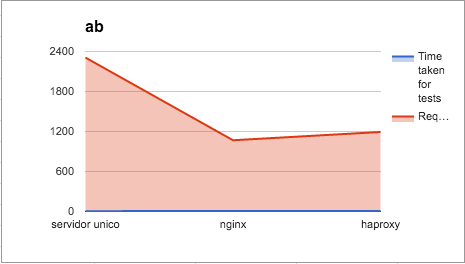 ab
2400
1800
1200
600
0
servidor unico
nginx
haproxy
Time
taken
for
tests
Req...